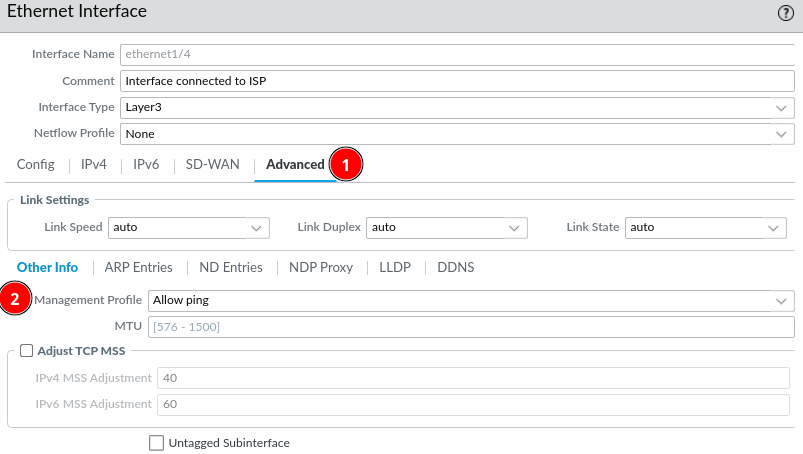 Ethernet Interface ?
Interface Name ethernet1/4
Comment Interface connected to ISP
Interface Type Layer3
Netflow Profile None
Config IPv4 IPv6 SD-WAN Advanced 1
Link Settings
Link Speed auto Link Duplex auto Link State auto
Other Info ARP Entries ND Entries NDP Proxy LLDP DDNS
2 Management Profile Allow ping
MTU [576 - 1500]
Adjust TCP MSS
IPv4 MSS Adjustment 40
IPv6 MSS Adjustment 60
Untagged Subinterface